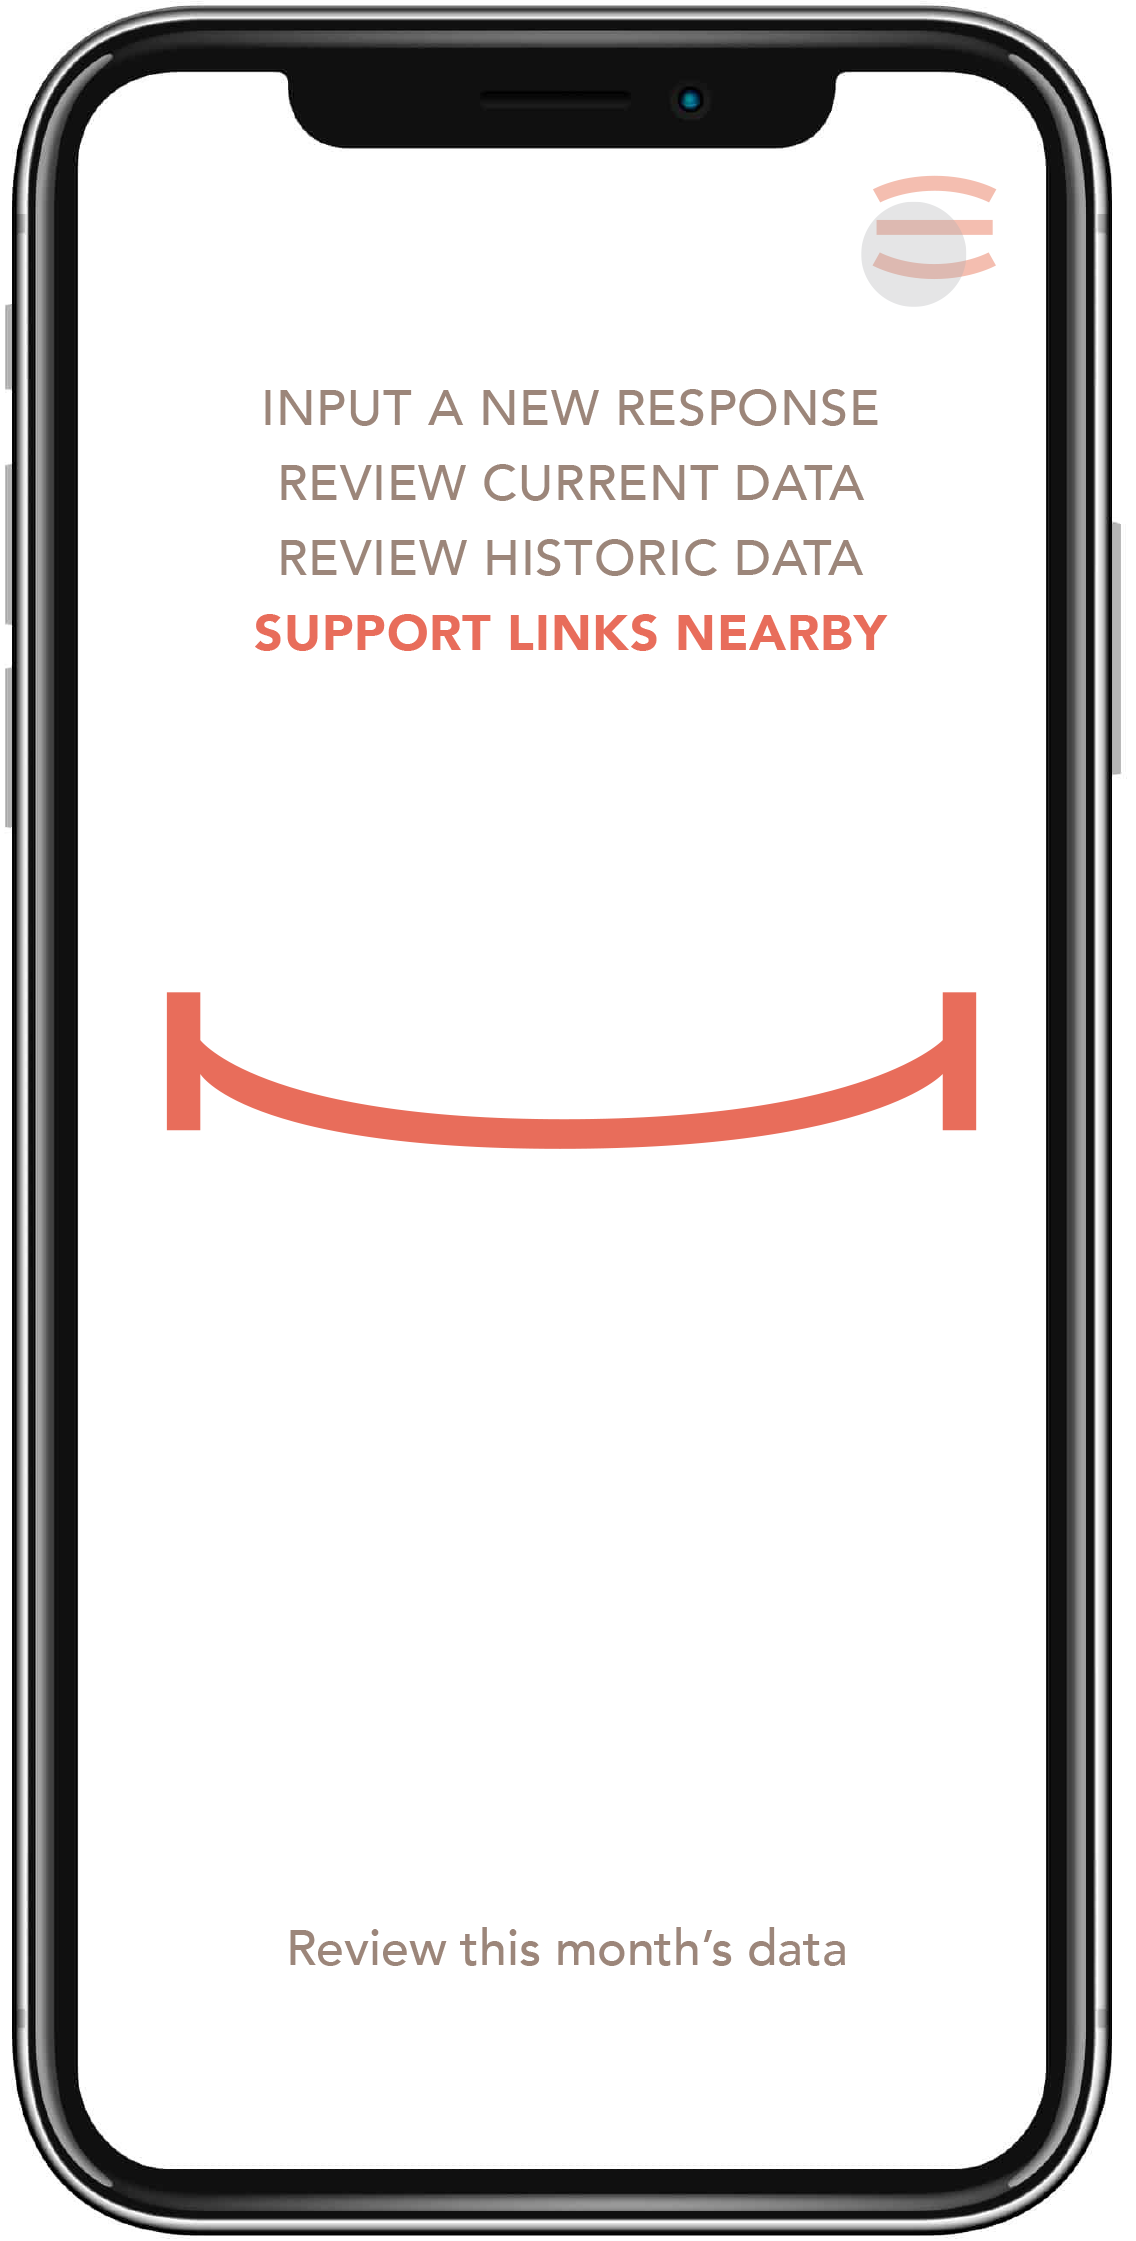 INPUT A NEW RESPONSE
REVIEW CURRENT DATA
REVIEW HISTORIC DATA
SUPPORT LINKS NEARBY
Review this month’s data